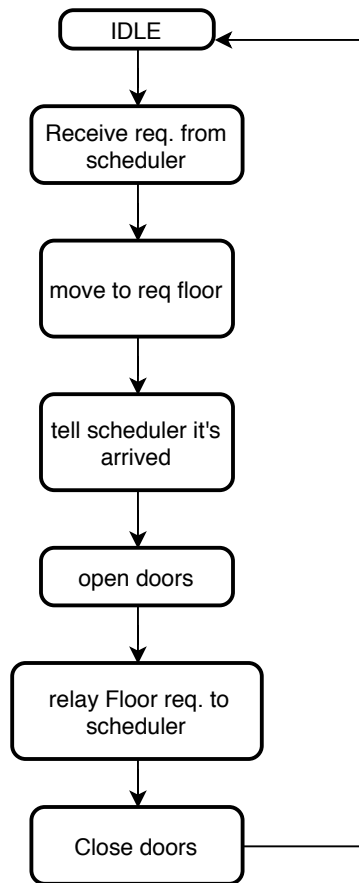 IDLE
Receive req. from
scheduler
move to req floor
tell scheduler it's
arrived
open doors
relay Floor req. to
scheduler
Close doors